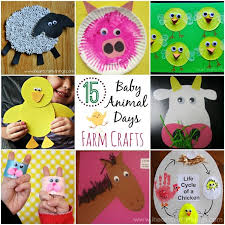 15
Baby
Animal
Days
FARM CRAFTS
Life
Cycle of a
Chicken